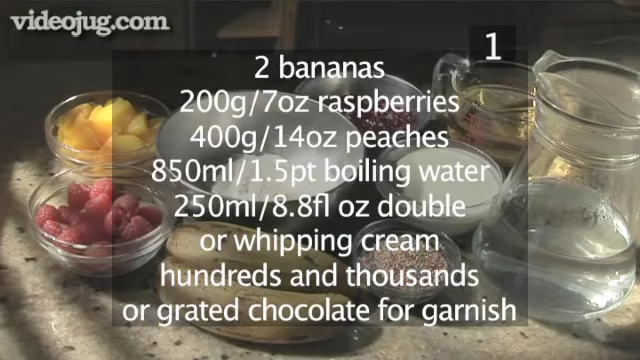 videojug.com
1
2 bananas
200g/7oz raspberries
400g/14oz peaches
850ml/1.5pt boiling water
250ml/8.8fl oz double
or whipping cream
hundreds and thousands
or grated chocolate for garnish